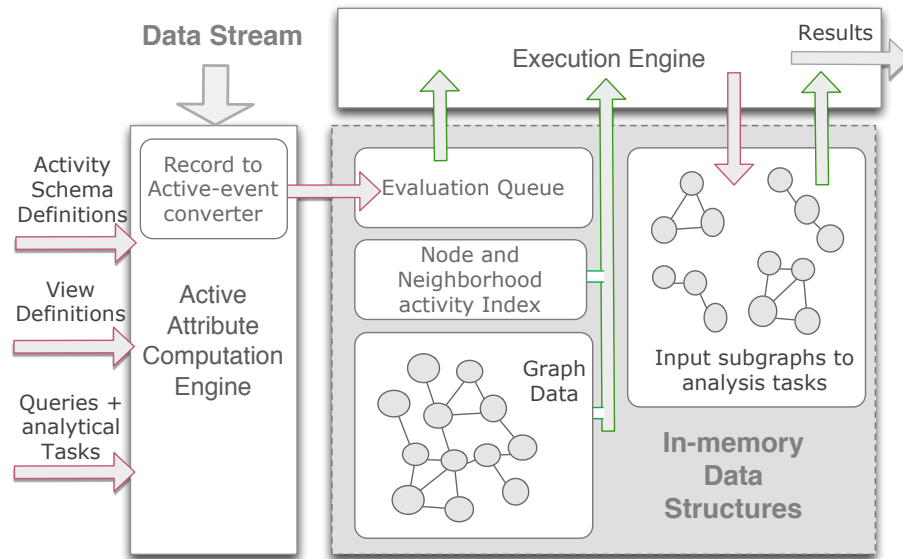 Data Stream
Results
Execution Engine
Activity
Schema
Definitions
Record to
Active-event
converter
Evaluation Queue
Node and
Neighborhood
activity Index
View
Definitions
Active
Attribute
Computation
Engine
Graph
Data
Input subgraphs to
analysis tasks
Queries +
analytical
Tasks
In-memory
Data
Structures